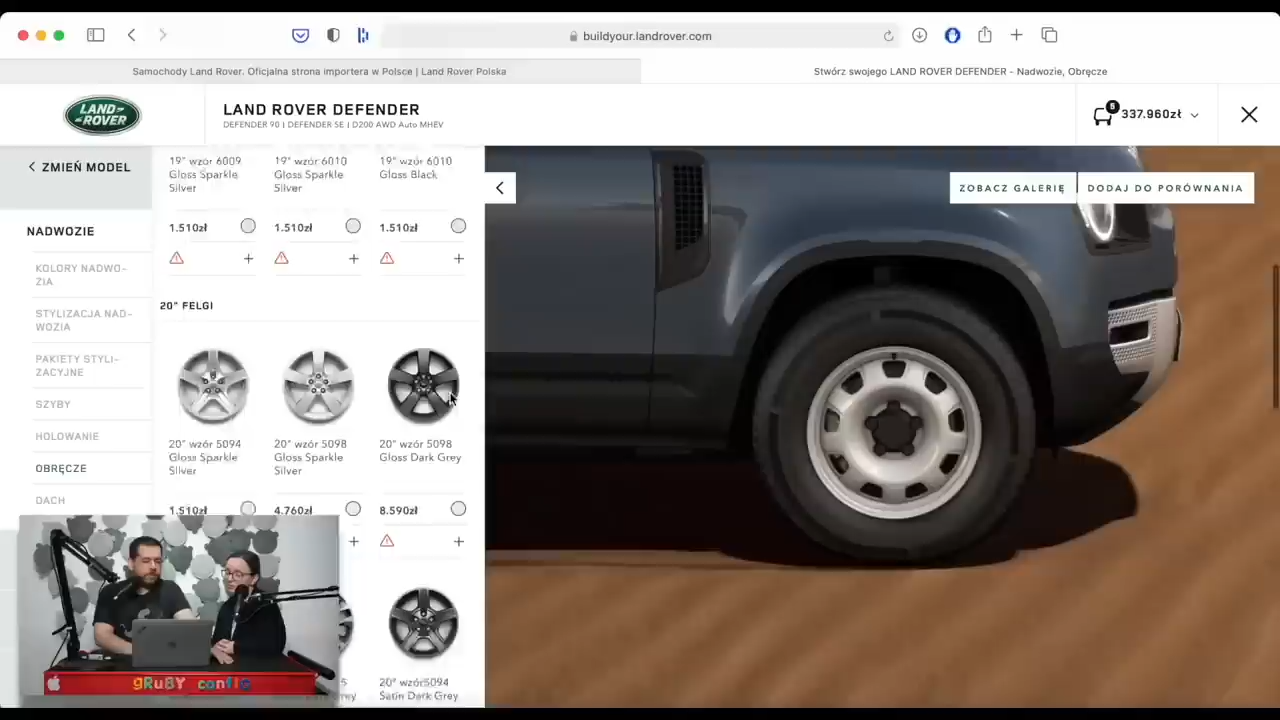 buildyour.landrover.com
Samochody Land Rover. Oficjalna strona importera w Polsce | Land Rover Polska
Stwórz swojego LAND ROVER DEFENDER - Nadwozie, Obręcze
LAND ROVER
LAND ROVER DEFENDER
DEFENDER 90 | DEFENDER SE | D200 AWD Auto MHEV
5
337.960zł
ZMIEŃ MODEL
NADWOZIE
KOLORY NADWO-
ZIA
STYLIZACJA NAD-
WOZIA
PAKIETY STYLI-
ZACYJNE
SZYBY
HOLOWANIE
OBRĘCZE
DACH
19" wzór 6009
Gloss Sparkle
Silver
1.510zł
19" wzór 6010
Gloss Sparkle
Silver
1.510zł
19" wzór 6010
Gloss Black
1.510zł
20" FELGI
20" wzór 5094
Gloss Sparkle
Silver
1.510zł
20" wzór 5098
Gloss Sparkle
Silver
4.760zł
20" wzór 5098
Gloss Dark Grey
8.590zł
20" wzór 5094
Satin Dark Grey
ZOBACZ GALERIĘ
DODAJ DO PORÓWNANIA
gRuBY config